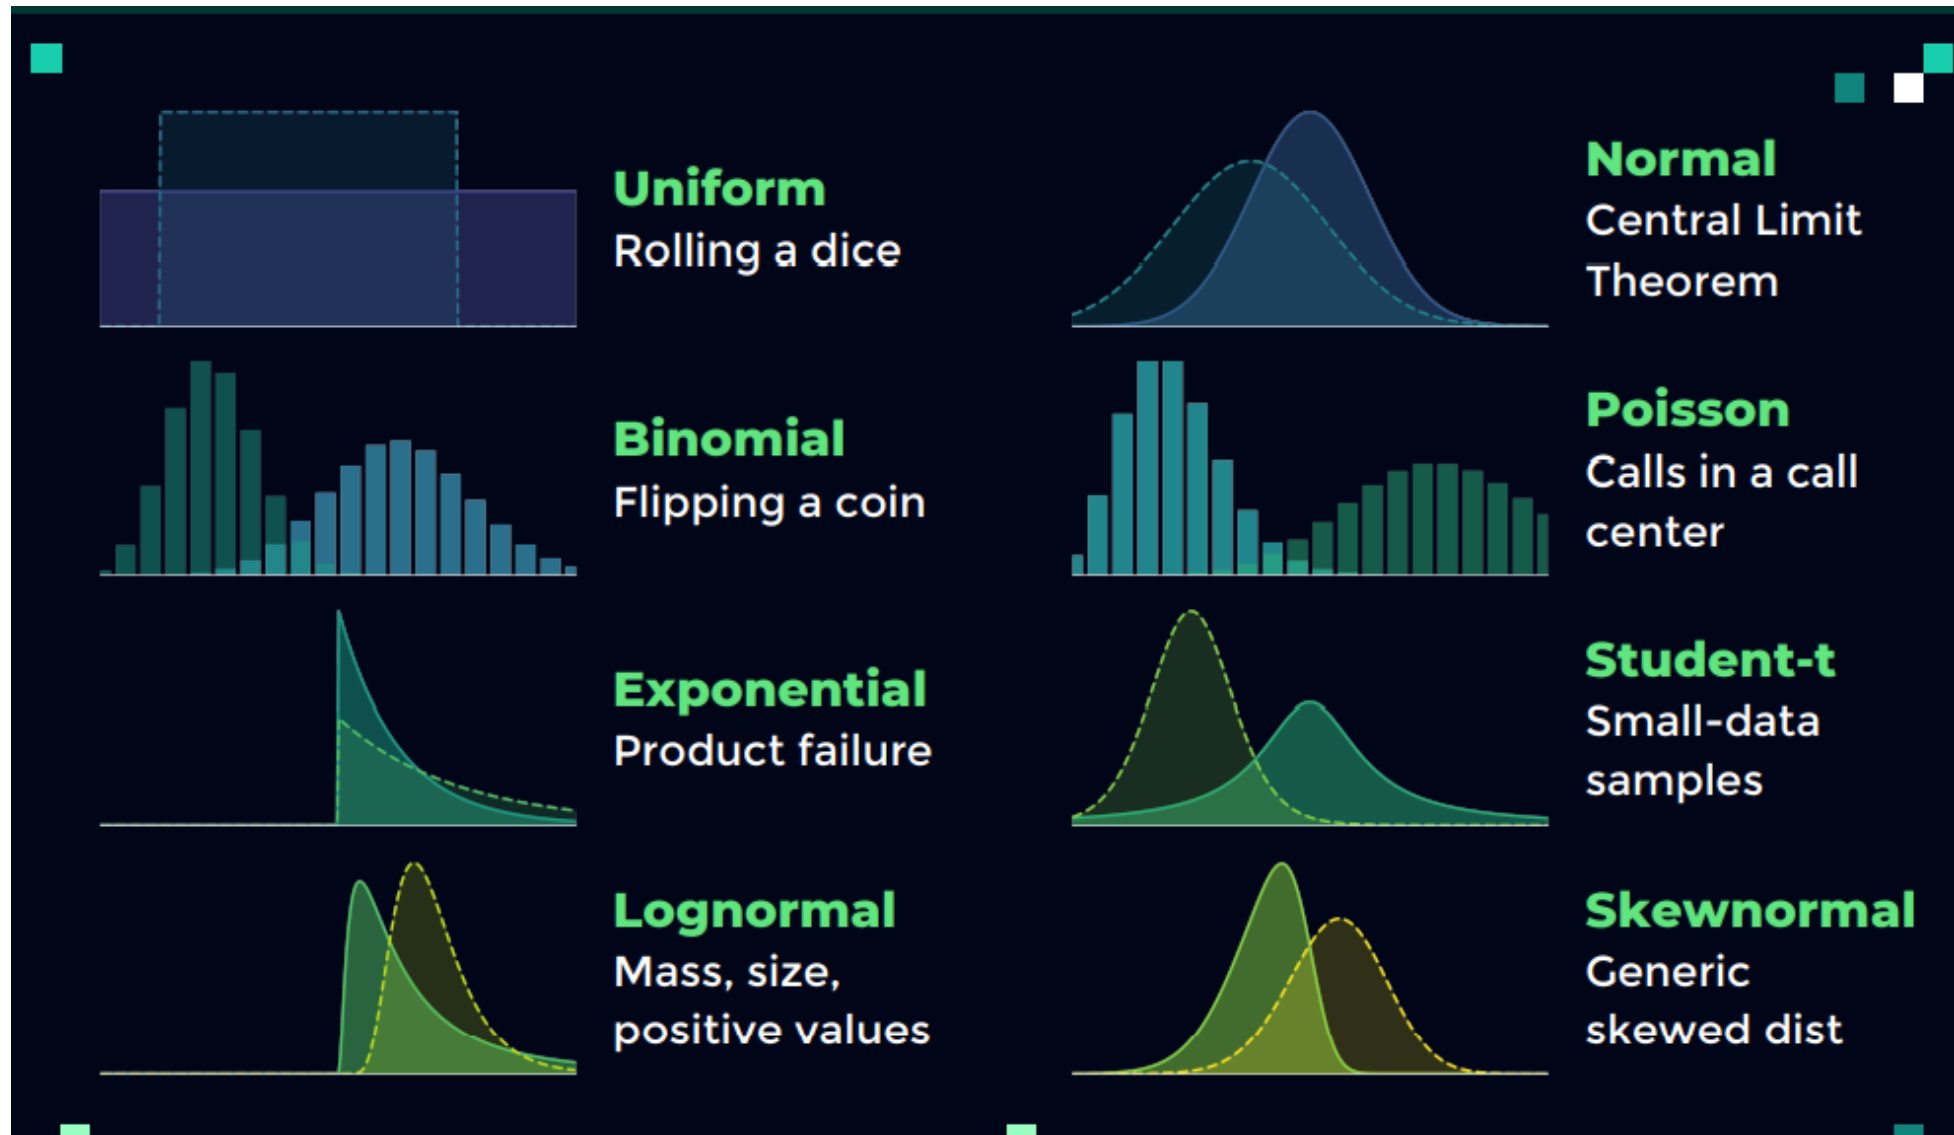 Uniform
Rolling a dice
Normal
Central Limit
Theorem
Binomial
Flipping a coin
Poisson
Calls in a call
center
Exponential
Product failure
Student-t
Small-data
samples
Lognormal
Mass, size,
positive values
Skewnormal
Generic
skewed dist